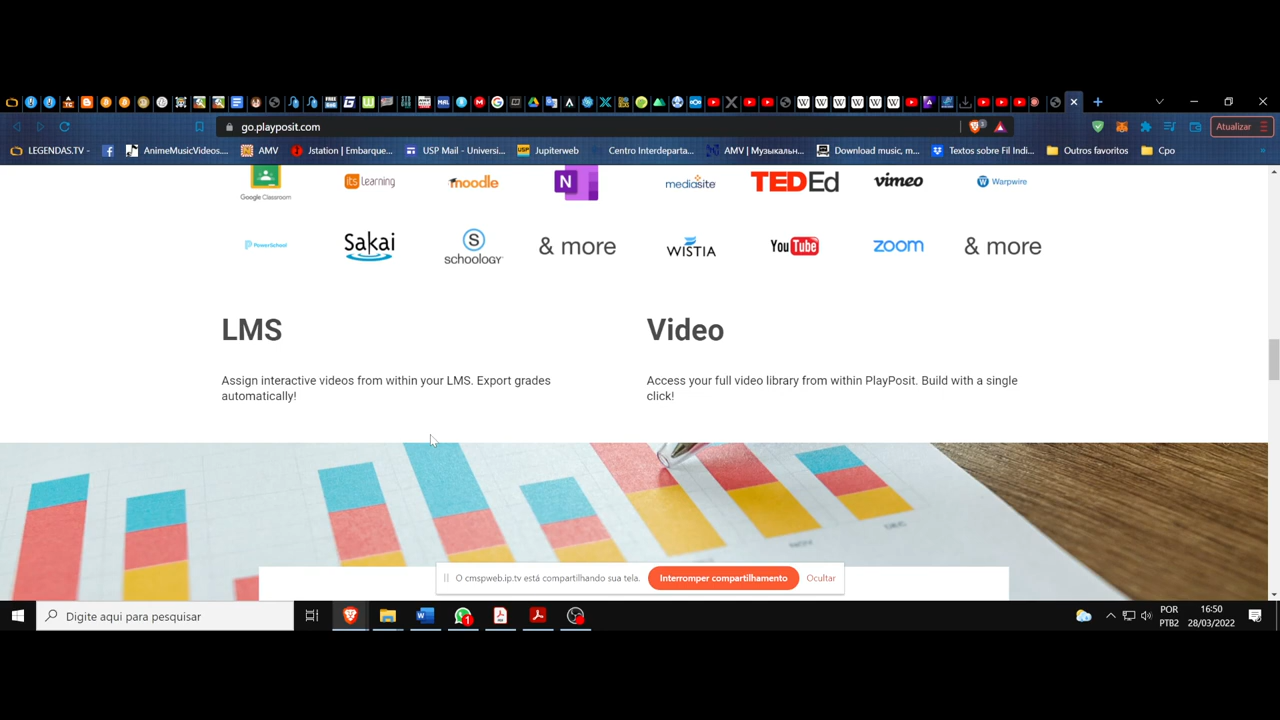 go.playposit.com
Atualizar
LEGENDAS.TV -
AnimeMusicVideos...
AMV
Jstation | Embarque...
USP Mail - Universi...
Jupiterweb
Centro Interdeparta...
AMV | Музыкальн...
Download music, m...
Textos sobre Fil Indi...
Outros favoritos
Cpo
Google Classroom
itslearning
moodle
N
mediasite
TEDEd
vimeo
Warpwire
PowerSchool
Sakai
S
schoology
& more
WISTIA
YouTube
zoom
& more
LMS
Video
Assign interactive videos from within your LMS. Export grades
automatically!
Access your full video library from within PlayPosit. Build with a single
click!
NOV
DEC
O cmspweb.ip.tv está compartilhando sua tela.
Interromper compartilhamento
Ocultar
Digite aqui para pesquisar
POR
PTB2
16:50
28/03/2022